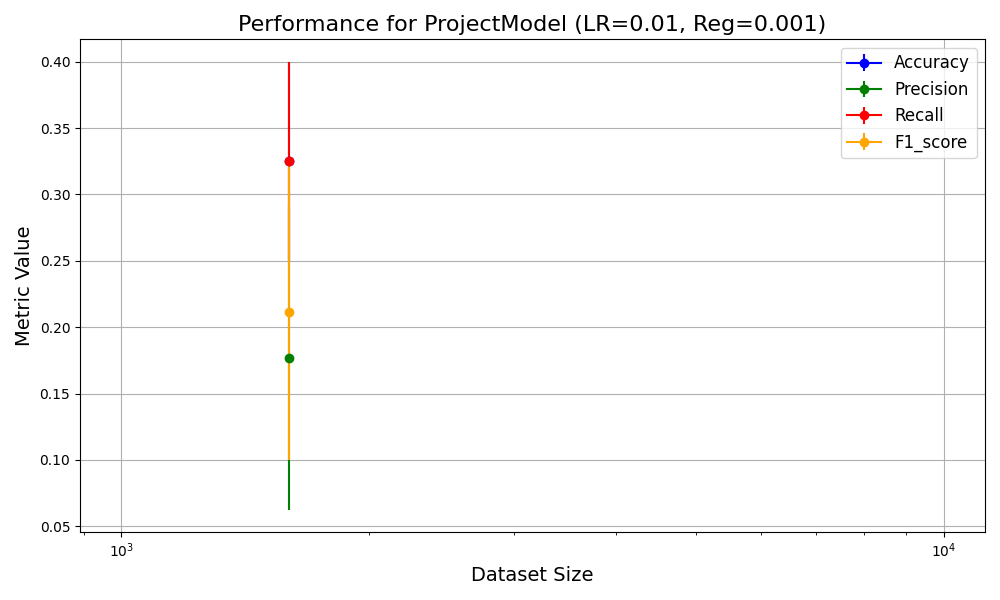 Performance for ProjectModel (LR=0.01, Reg=0.001)
Accuracy
Precision
Recall
F1_score
Metric Value
0.40
0.35
0.30
0.25
0.20
0.15
0.10
0.05
10³
10⁴
Dataset Size